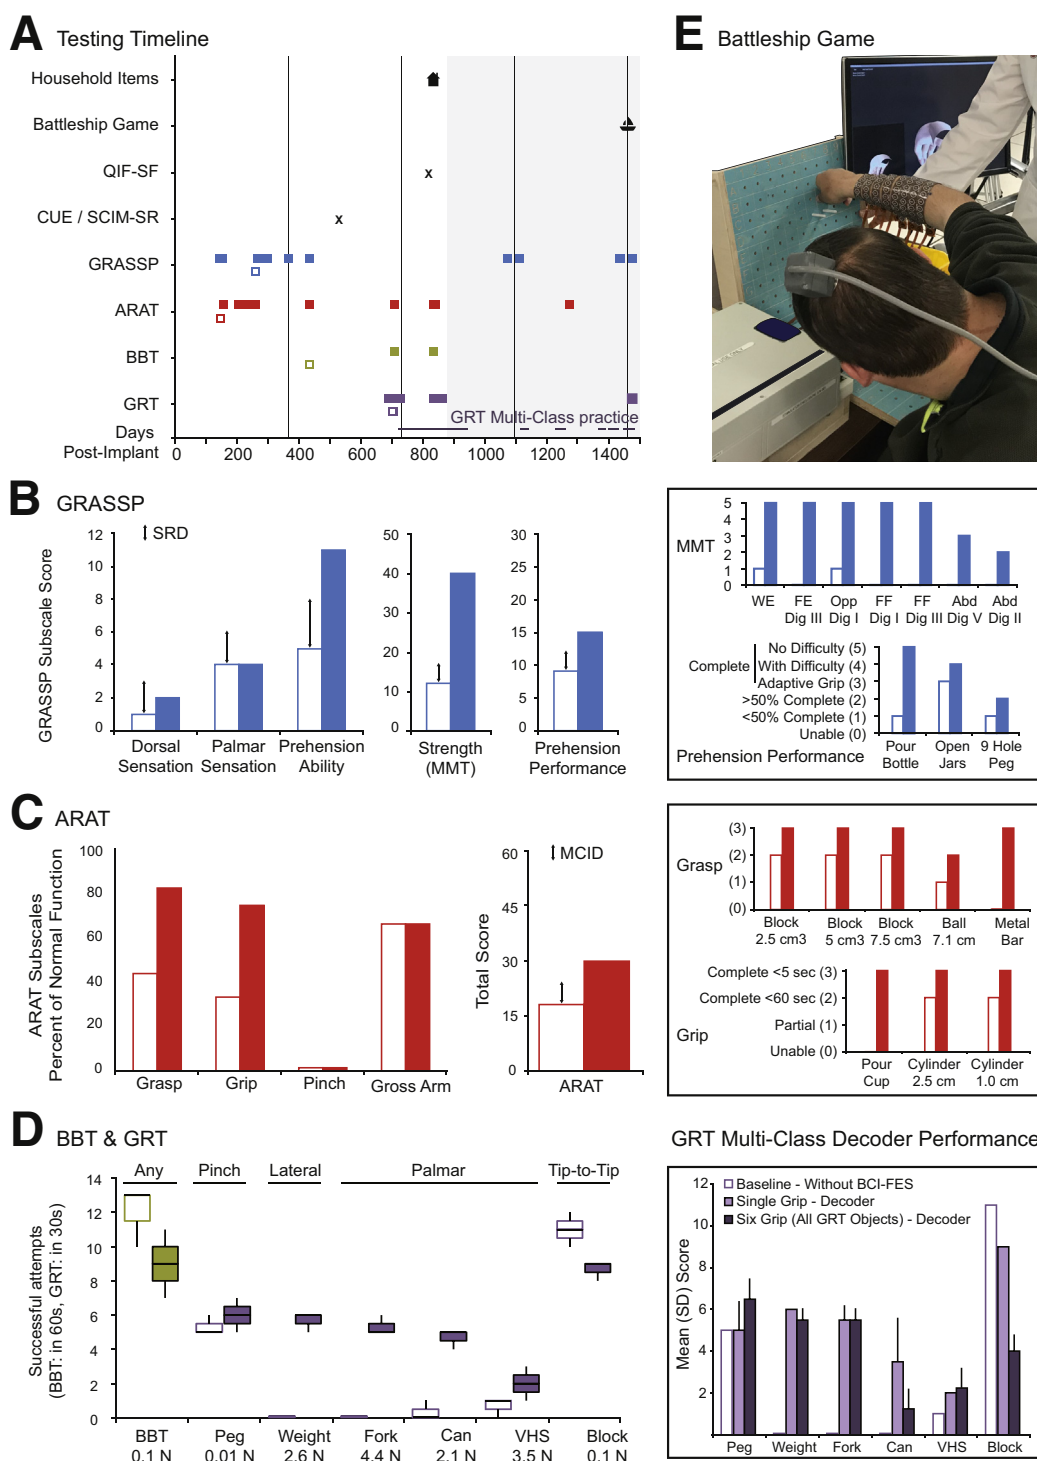 A Testing Timeline
Household Items
Battleship Game
QIF-SF
x
CUE / SCIM-SR
x
GRASSP
ARAT
BBT
GRT
GRT Multi-Class practice
Days
Post-Implant
0 200 400 600 800 1000 1200 1400
E Battleship Game
B GRASSP
GRASSP Subscale Score
12
10
8
6
4
2
0
SRD
Dorsal Sensation
Palmar Sensation
Prehension Ability
50
40
30
20
10
0
Strength (MMT)
30
25
20
15
10
5
0
Prehension Performance
MMT
5
4
3
2
1
0
WE
FE Dig III
Opp Dig I
FF Dig I
FF Dig III
Abd Dig V
Abd Dig II
Complete
No Difficulty (5)
With Difficulty (4)
Adaptive Grip (3)
>50% Complete (2)
<50% Complete (1)
Unable (0)
Prehension Performance
Pour Bottle
Open Jars
9 Hole Peg
C ARAT
ARAT Subscales
Percent of Normal Function
100
80
60
40
20
0
Grasp Grip Pinch Gross Arm
Total Score
60
45
30
15
0
MCID
ARAT
Grasp
(3)
(2)
(1)
(0)
Block 2.5 cm3
Block 5 cm3
Block 7.5 cm3
Ball 7.1 cm
Metal Bar
Grip
Complete <5 sec (3)
Complete <60 sec (2)
Partial (1)
Unable (0)
Pour Cup
Cylinder 2.5 cm
Cylinder 1.0 cm
D BBT & GRT
Successful attempts
(BBT: in 60s, GRT: in 30s)
Any Pinch Lateral Palmar Tip-to-Tip
14
12
10
8
6
4
2
0
BBT 0.1 N
Peg 0.01 N
Weight 2.6 N
Fork 4.4 N
Can 2.1 N
VHS 3.5 N
Block 0.1 N
GRT Multi-Class Decoder Performance
Baseline - Without BCI-FES
Single Grip - Decoder
Six Grip (All GRT Objects) - Decoder
Mean (SD) Score
12
10
8
6
4
2
Peg Weight Fork Can VHS Block